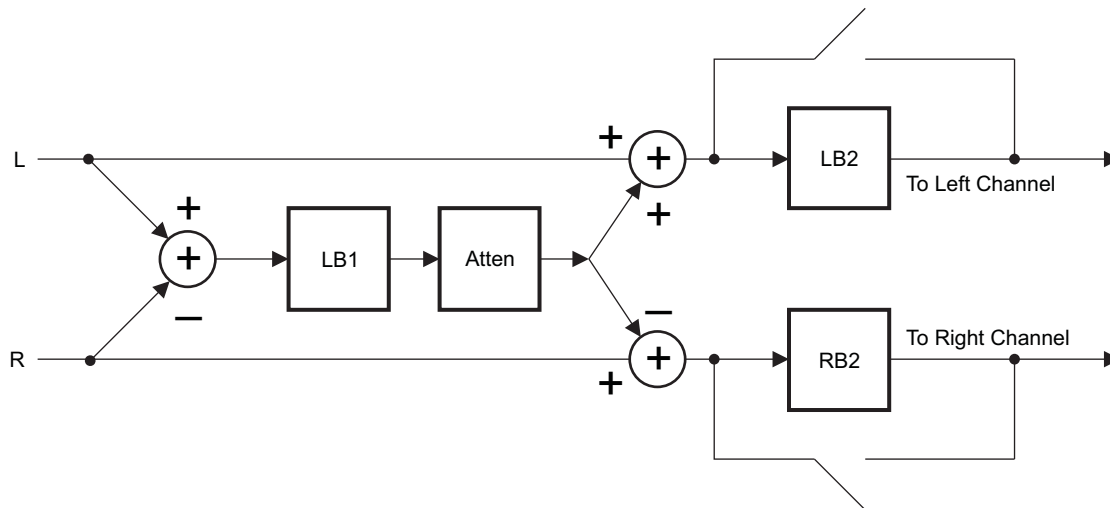 +
+
LB2
L
To Left Channel
+
+
+
LB1
Atten
−
−
To Right Channel
R
+
RB2
+